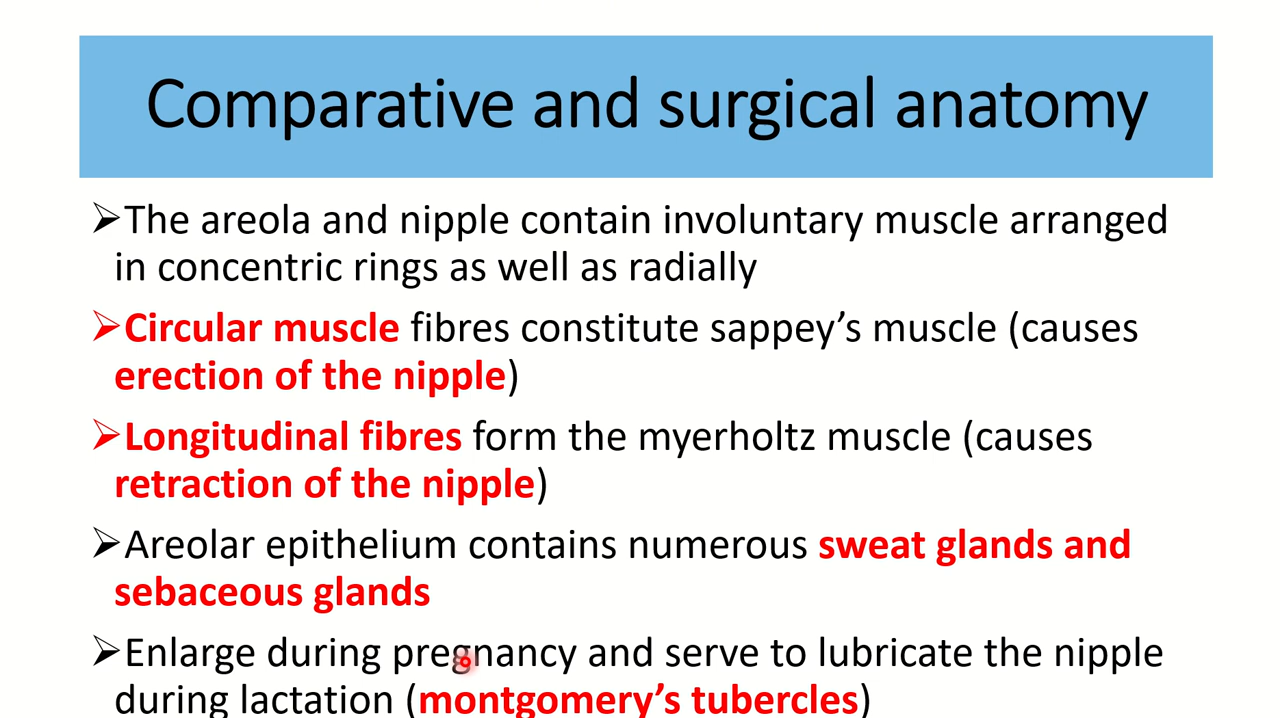 Comparative and surgical anatomy
➢The areola and nipple contain involuntary muscle arranged
in concentric rings as well as radially
➢Circular muscle fibres constitute sappey’s muscle (causes
erection of the nipple)
➢Longitudinal fibres form the myerholtz muscle (causes
retraction of the nipple)
➢Areolar epithelium contains numerous sweat glands and
sebaceous glands
➢Enlarge during pregnancy and serve to lubricate the nipple
during lactation (montgomery’s tubercles)